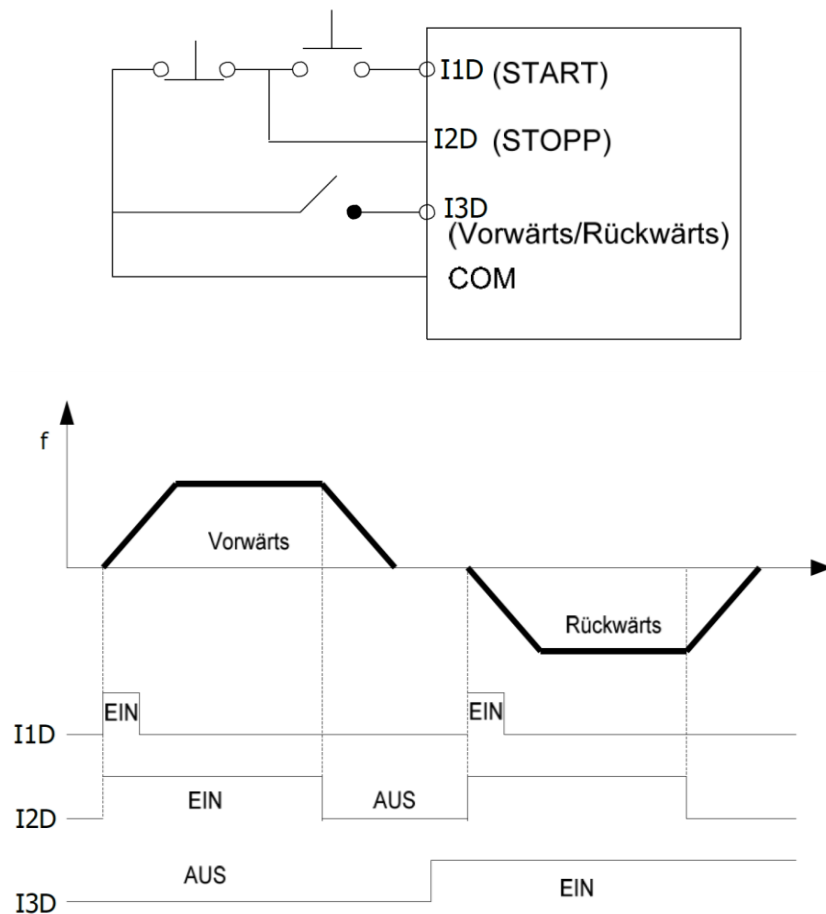 I1D (START)
I2D (STOPP)
I3D
(Vorwärts/Rückwärts)
COM
f
Vorwärts
Rückwärts
EIN
EIN
I1D
EIN
AUS
I2D
AUS
EIN
I3D